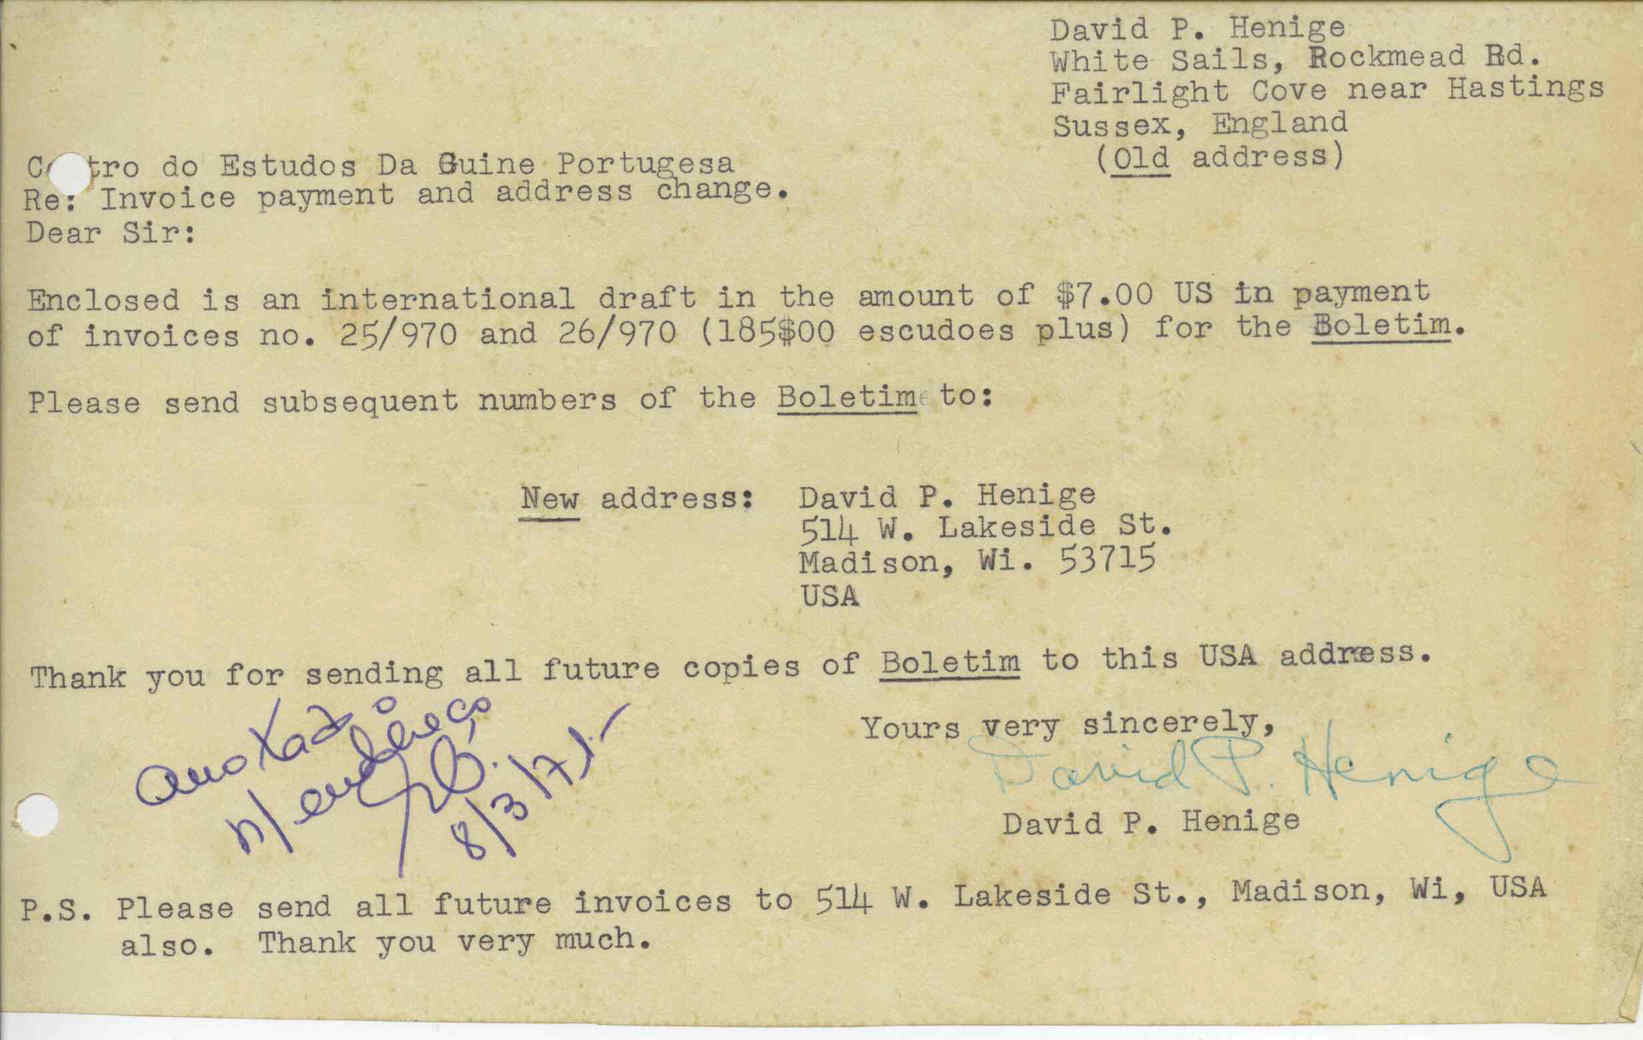 David P. Henige
White Sails, Rockmead Rd.
Fairlight Cove near Hastings
Sussex, England
(Old address)
tro do Estudos Da Guine Portugesa
Re: Invoice payment and address change.
Dear Sir:
Enclosed is an international draft in the amount of $7.00 US in payment
of invoices no. 25/970 and 26/970 (185$00 escudoes plus) for the Boletim.
Please send subsequent numbers of the Boletim to:
New address: David P. Henige
514 W. Lakeside St.
Madison, Wi. 53715
USA
Thank you for sending all future copies of Boletim to this USA address.
Yours very sincerely,
David P. Henige
David P. Henige
anotado
n/ endereço
8/3/71-
P.S. Please send all future invoices to 514 W. Lakeside St., Madison, Wi, USA
also. Thank you very much.